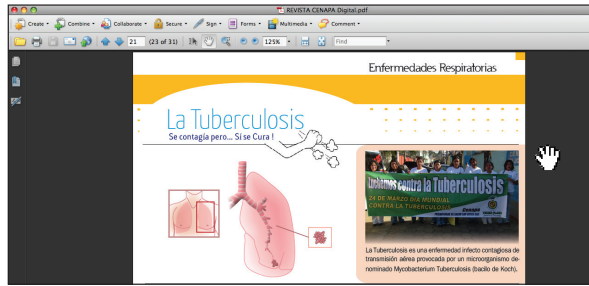 REVISTA CENAPA Digital.pdf
Create Combine Collaborate Secure Sign Forms Multimedia Comment
21 (23 of 31) 125% Find
Enfermedades Respiratorias
La Tuberculosis
Se contagia pero... Sí se Cura !
Luchemos contra la Tuberculosis
24 DE MARZO DIA MUNDIAL
CONTRA LA TUBERCULOSIS
La Tuberculosis es una enfermedad infecto contagiosa de
transmisión aérea provocada por un microorganismo de-
nominado Mycobacterium Tuberculosis (bacilo de Koch).